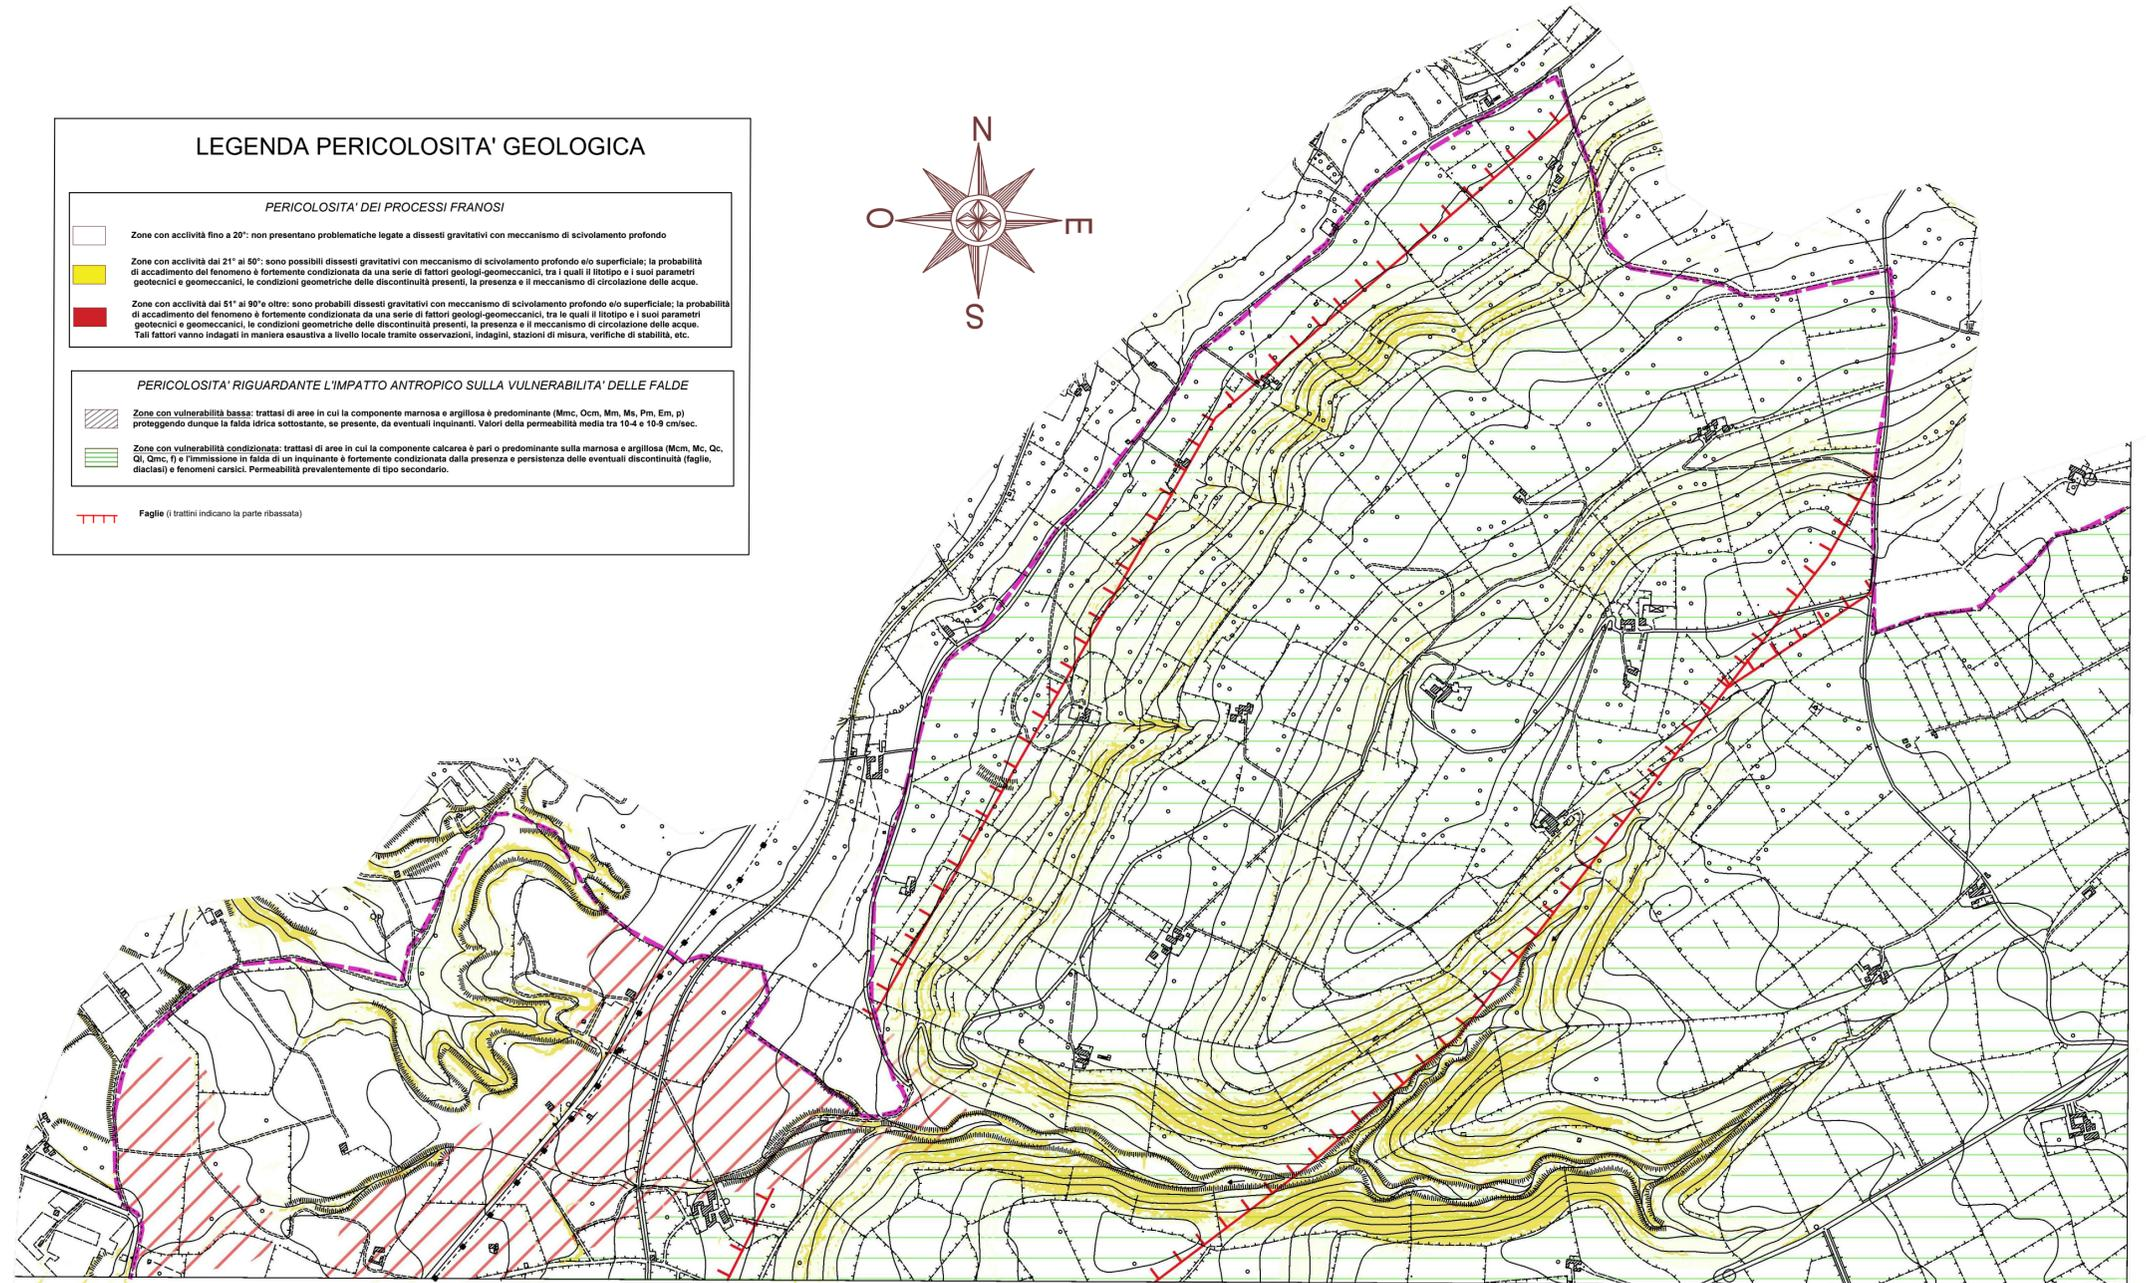 LEGENDA PERICOLOSITA' GEOLOGICA
PERICOLOSITA' DEI PROCESSI FRANOSI
Zone con acclività fino a 20°: non presentano problematiche legate a dissesti gravitativi con meccanismo di scivolamento profondo
Zone con acclività dai 21° ai 50°: sono possibili dissesti gravitativi con meccanismo di scivolamento profondo e/o superficiale; la probabilità
di accadimento del fenomeno è fortemente condizionata da una serie di fattori geologi-geomeccanici, tra i quali il litotipo e i suoi parametri
geotecnici e geomeccanici, le condizioni geometriche delle discontinuità presenti, la presenza e il meccanismo di circolazione delle acque.
Zone con acclività dai 51° ai 90°e oltre: sono probabili dissesti gravitativi con meccanismo di scivolamento profondo e/o superficiale; la probabilità
di accadimento del fenomeno è fortemente condizionata da una serie di fattori geologi-geomeccanici, tra le quali il litotipo e i suoi parametri
geotecnici e geomeccanici, le condizioni geometriche delle discontinuità presenti, la presenza e il meccanismo di circolazione delle acque.
Tali fattori vanno indagati in maniera esaustiva a livello locale tramite osservazioni, indagini, stazioni di misura, verifiche di stabilità, etc.
PERICOLOSITA' RIGUARDANTE L'IMPATTO ANTROPICO SULLA VULNERABILITA' DELLE FALDE
Zone con vulnerabilità bassa: trattasi di aree in cui la componente marnosa e argillosa è predominante (Mmc, Ocm, Mm, Ms, Pm, Em, p)
proteggendo dunque la falda idrica sottostante, se presente, da eventuali inquinanti. Valori della permeabilità media tra 10-4 e 10-9 cm/sec.
Zone con vulnerabilità condizionata: trattasi di aree in cui la componente calcarea è pari o predominante sulla marnosa e argillosa (Mcm, Mc, Qc,
Ql, Qmc, f) e l'immissione in falda di un inquinante è fortemente condizionata dalla presenza e persistenza delle eventuali discontinuità (faglie,
diaclasi) e fenomeni carsici. Permeabilità prevalentemente di tipo secondario.
Faglie (i trattini indicano la parte ribassata)
N
O
E
S